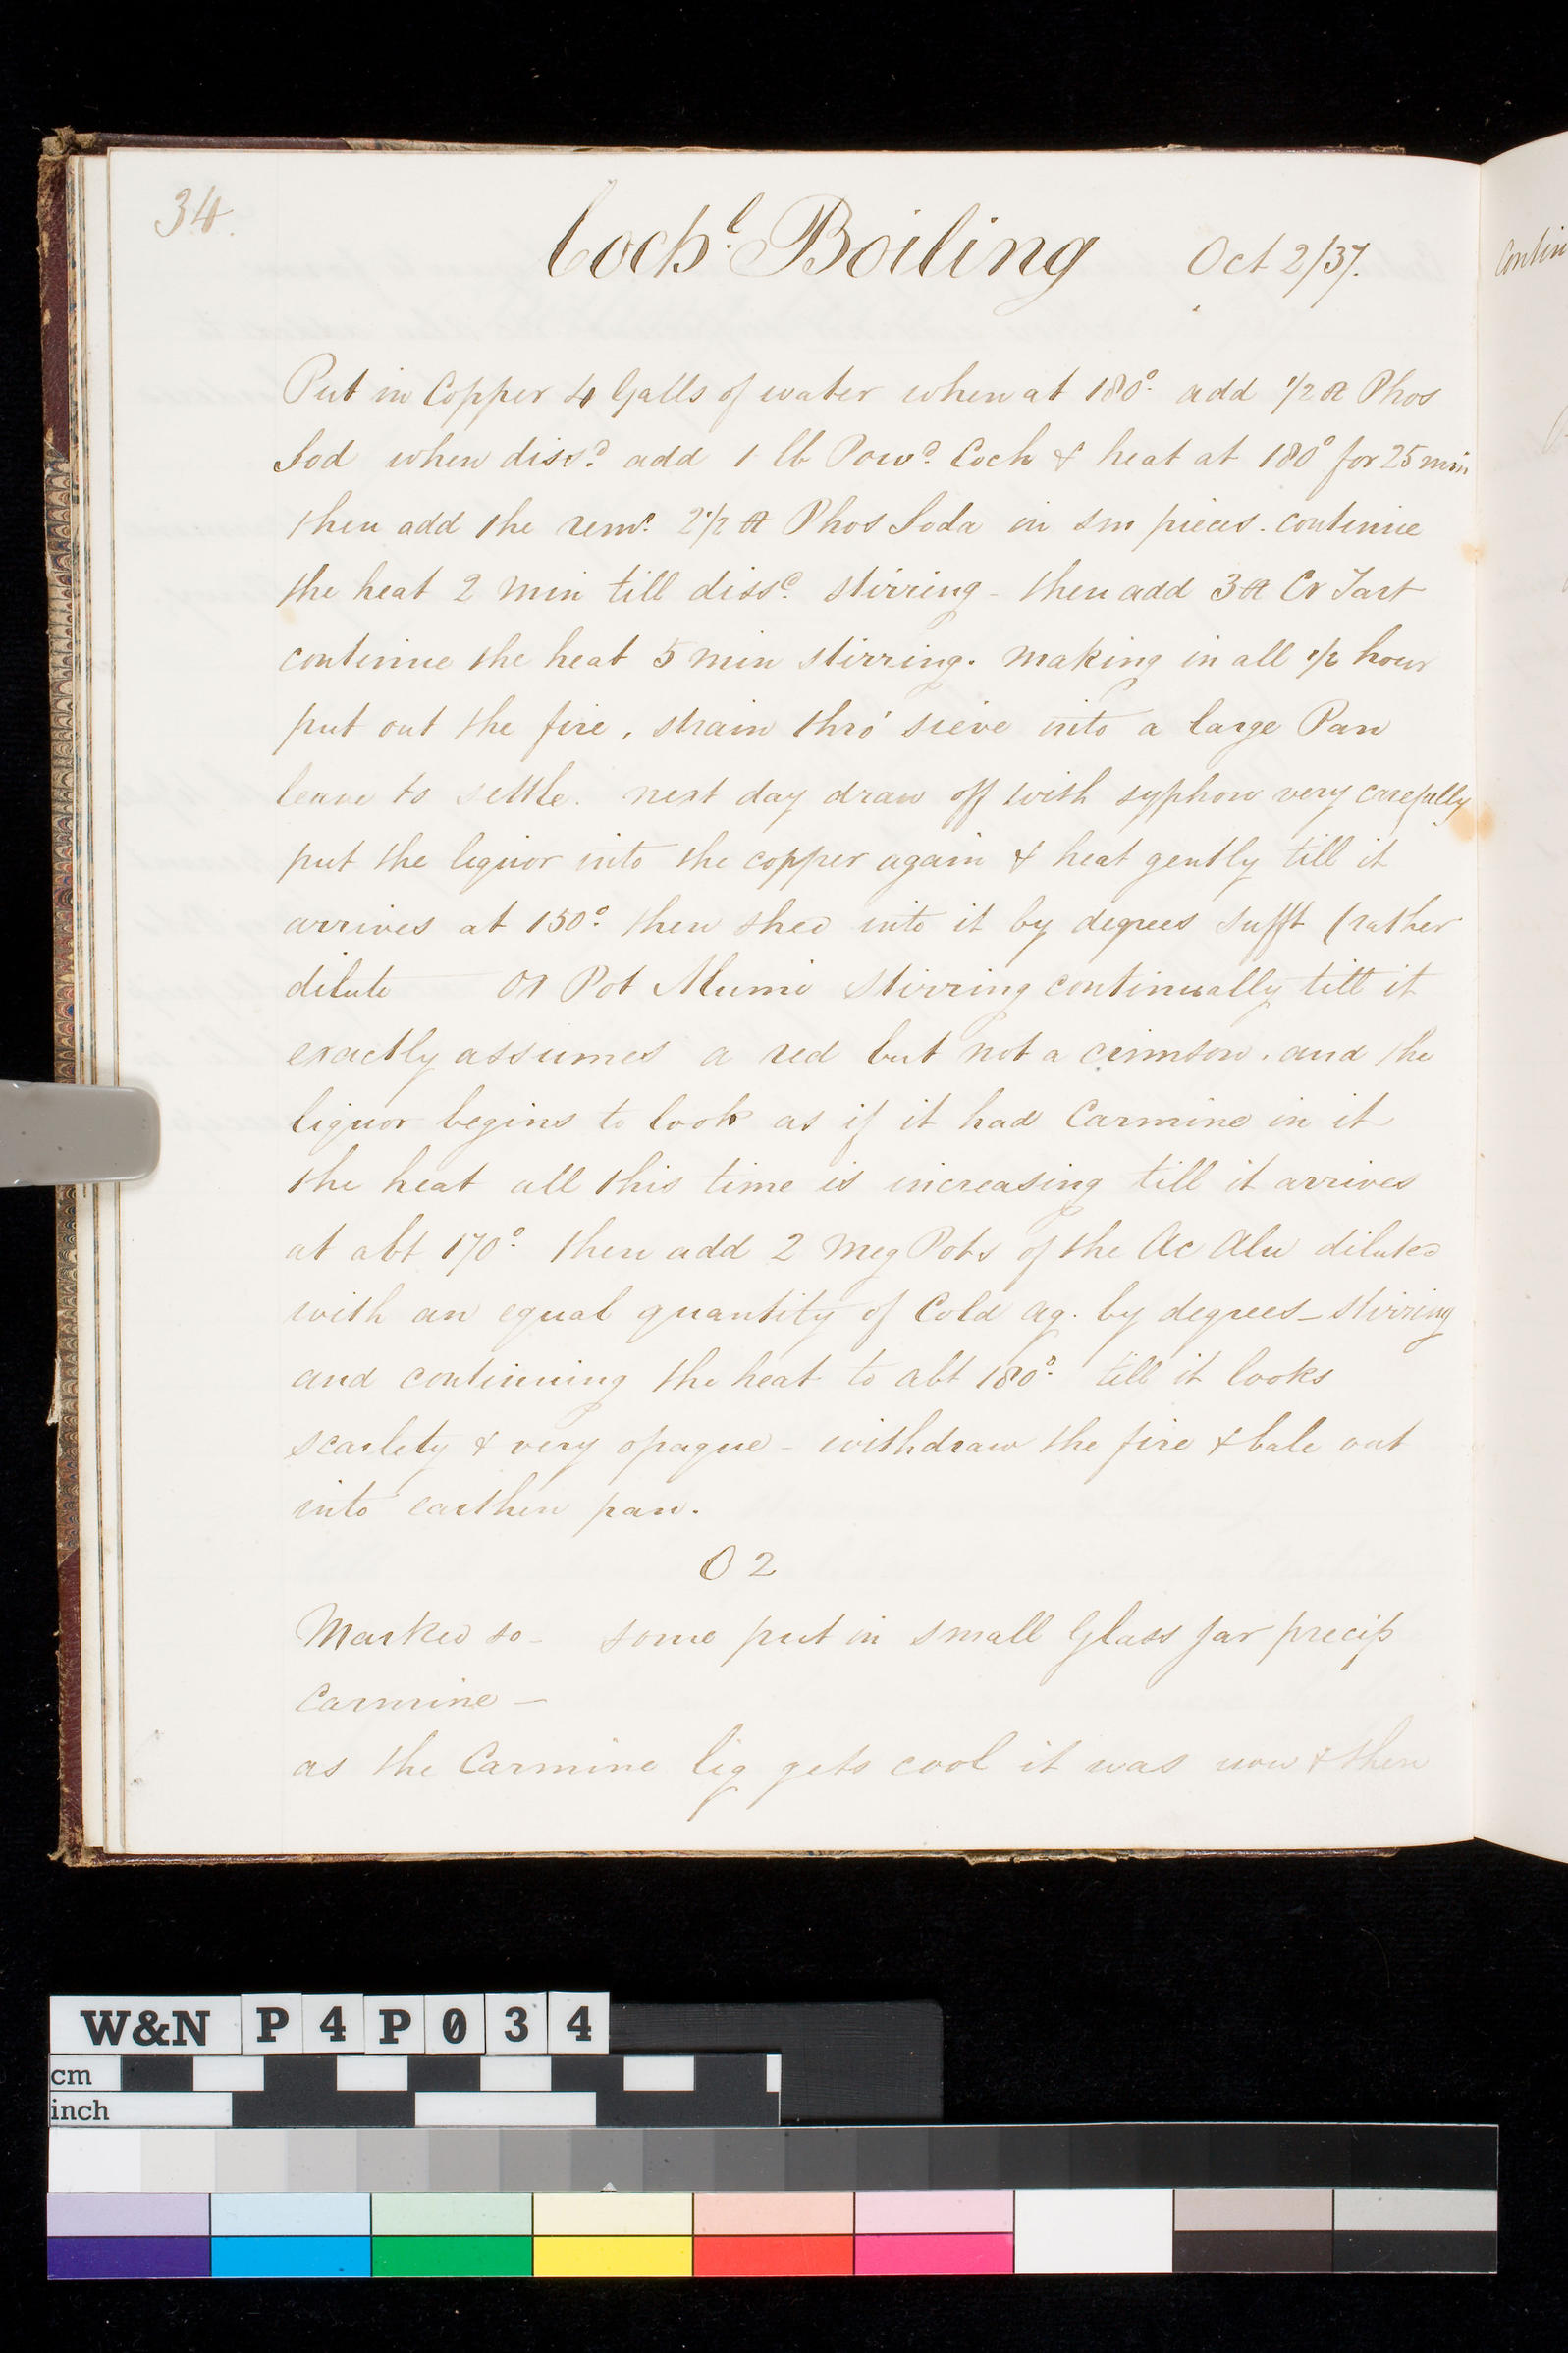 34.
Cochl Boiling Oct 2/37.
Put in Copper 4 Galls of water when at 180° add 1/2 lb Phos
Sod when dissd add 1 lb Powd Coch & heat at 180° for 25 min
then add the remr 2 1/2 lb Phos Soda in sm pieces. continue
the heat 2 min till dissd stirring - then add 3 lb Cr Tart
continue the heat 5 min stirring. making in all 1/2 hour
put out the fire, strain thro' sieve into a large Pan
leave to settle. next day draw off with syphon very carefully
put the liquor into the copper again & heat gently till it
arrives at 150° then shed into it by degrees sufft (rather
dilute Pot Alumi stirring continually till it
exactly assumes a red but not a crimson. and the
liquor begins to look as if it had Carmine in it
the heat all this time is increasing till it arrives
at abt 170° then add 2 Meg Pots of the Ac Alu diluted
with an equal quantity of Cold aq. by degrees - stirring
and continuing the heat to abt 180° till it looks
scarlety & very opaque - withdraw the fire & bale out
into earthen pan.
O 2
Marked so - some put in small Glass Jar precip
Carmine -
as the Carmine liq gets cool it was now & then
Contin
W&N P4P034
cm
inch